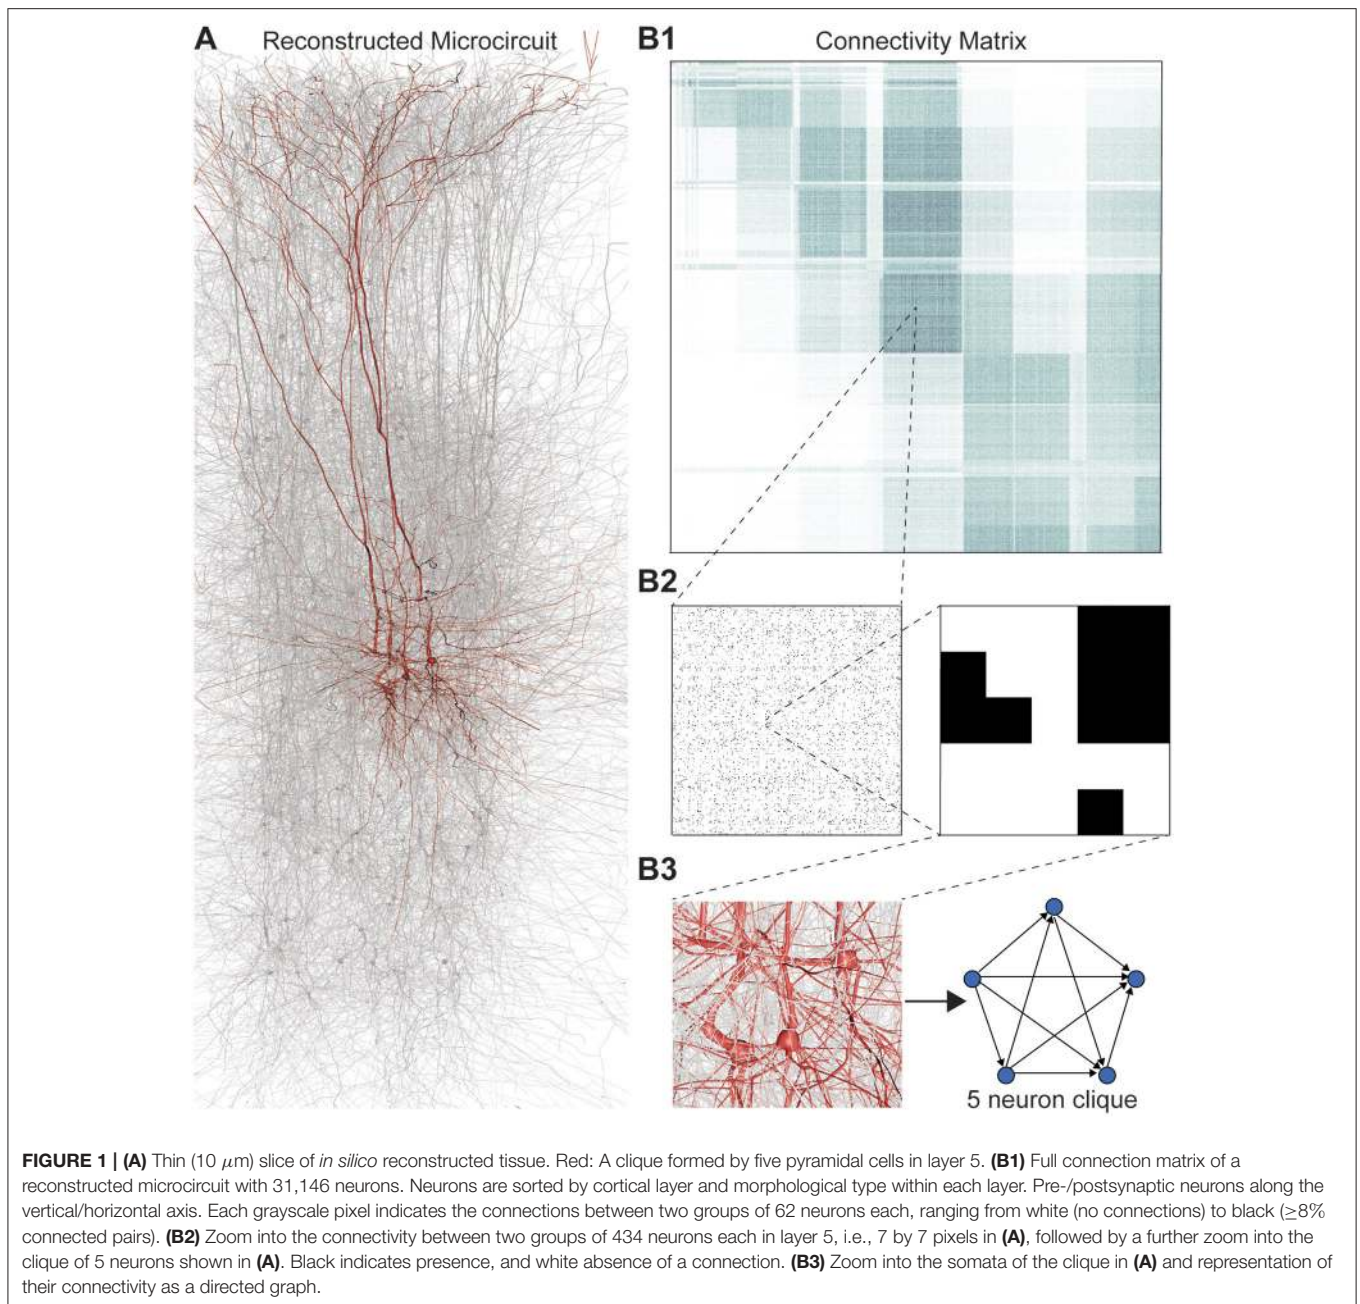 A Reconstructed Microcircuit
B1 Connectivity Matrix
B2
B3
5 neuron clique
FIGURE 1 | (A) Thin (10 μm) slice of in silico reconstructed tissue. Red: A clique formed by five pyramidal cells in layer 5. (B1) Full connection matrix of a
reconstructed microcircuit with 31,146 neurons. Neurons are sorted by cortical layer and morphological type within each layer. Pre-/postsynaptic neurons along the
vertical/horizontal axis. Each grayscale pixel indicates the connections between two groups of 62 neurons each, ranging from white (no connections) to black (≥8%
connected pairs). (B2) Zoom into the connectivity between two groups of 434 neurons each in layer 5, i.e., 7 by 7 pixels in (A), followed by a further zoom into the
clique of 5 neurons shown in (A). Black indicates presence, and white absence of a connection. (B3) Zoom into the somata of the clique in (A) and representation of
their connectivity as a directed graph.